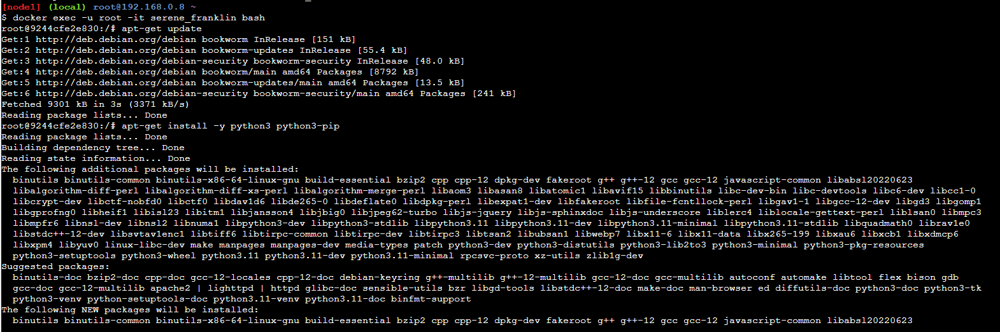 [node1] (local) root@192.168.0.8 ~
$ docker exec -u root -it serene_franklin bash
root@9244cfe2e830:/# apt-get update
Get:1 http://deb.debian.org/debian bookworm InRelease [151 kB]
Get:2 http://deb.debian.org/debian bookworm-updates InRelease [55.4 kB]
Get:3 http://deb.debian.org/debian-security bookworm-security InRelease [48.0 kB]
Get:4 http://deb.debian.org/debian bookworm/main amd64 Packages [8792 kB]
Get:5 http://deb.debian.org/debian bookworm-updates/main amd64 Packages [13.5 kB]
Get:6 http://deb.debian.org/debian-security bookworm-security/main amd64 Packages [241 kB]
Fetched 9301 kB in 3s (3371 kB/s)
Reading package lists... Done
root@9244cfe2e830:/# apt-get install -y python3 python3-pip
Reading package lists... Done
Building dependency tree... Done
Reading state information... Done
The following additional packages will be installed:
  binutils binutils-common binutils-x86-64-linux-gnu build-essential bzip2 cpp cpp-12 dpkg-dev fakeroot g++ g++-12 gcc gcc-12 javascript-common libabsl20220623
  libalgorithm-diff-perl libalgorithm-diff-xs-perl libalgorithm-merge-perl libaom3 libasan8 libatomic1 libavif15 libbinutils libc-dev-bin libc-devtools libc6-dev libcc1-0
  libcrypt-dev libctf-nobfd0 libctf0 libdav1d6 libde265-0 libdeflate0 libdpkg-perl libexpat1-dev libfakeroot libfile-fcntllock-perl libgav1-1 libgcc-12-dev libgd3 libgomp1
  libgprofng0 libheif1 libisl23 libitm1 libjansson4 libjbig0 libjpeg62-turbo libjs-jquery libjs-sphinxdoc libjs-underscore liblerc4 liblocale-gettext-perl liblsan0 libmpc3
  libmpfr6 libnsl-dev libnsl2 libnuma1 libpython3-dev libpython3-stdlib libpython3.11 libpython3.11-dev libpython3.11-minimal libpython3.11-stdlib libquadmath0 librav1e0
  libstdc++-12-dev libsvtav1enc1 libtiff6 libtirpc-common libtirpc-dev libtirpc3 libtsan2 libubsan1 libwebp7 libx11-6 libx11-data libx265-199 libxau6 libxcb1 libxdmcp6
  libxpm4 libyuv0 linux-libc-dev make manpages manpages-dev media-types patch python3-dev python3-distutils python3-lib2to3 python3-minimal python3-pkg-resources
  python3-setuptools python3-wheel python3.11 python3.11-dev python3.11-minimal rpcsvc-proto xz-utils zlib1g-dev
Suggested packages:
  binutils-doc bzip2-doc cpp-doc gcc-12-locales cpp-12-doc debian-keyring g++-multilib g++-12-multilib gcc-12-doc gcc-multilib autoconf automake libtool flex bison gdb
  gcc-doc gcc-12-multilib apache2 | lighttpd | httpd glibc-doc sensible-utils bzr libgd-tools libstdc++-12-doc make-doc man-browser ed diffutils-doc python3-doc python3-tk
  python3-venv python-setuptools-doc python3.11-venv python3.11-doc binfmt-support
The following NEW packages will be installed:
  binutils binutils-common binutils-x86-64-linux-gnu build-essential bzip2 cpp cpp-12 dpkg-dev fakeroot g++ g++-12 gcc gcc-12 javascript-common libabsl20220623